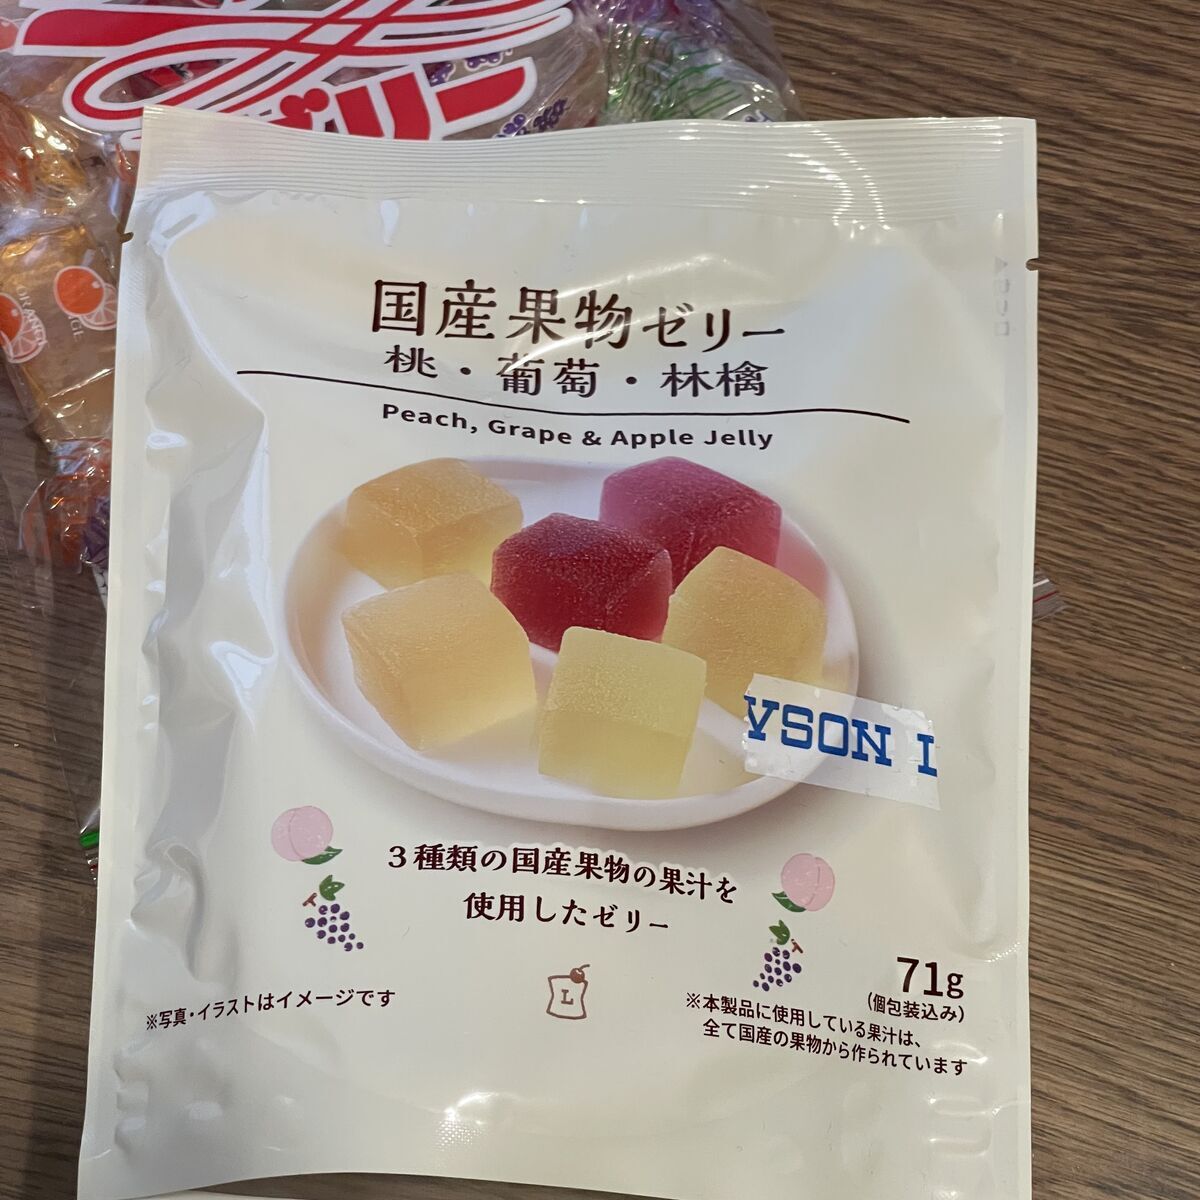 ゼリー
ORANGE
国産果物ゼリー
桃・葡萄・林檎
Peach, Grape & Apple Jelly
VSON I
3種類の国産果物の果汁を
使用したゼリー
L
71g
(個包装込み)
※写真・イラストはイメージです
※本製品に使用している果汁は、
全て国産の果物から作られています